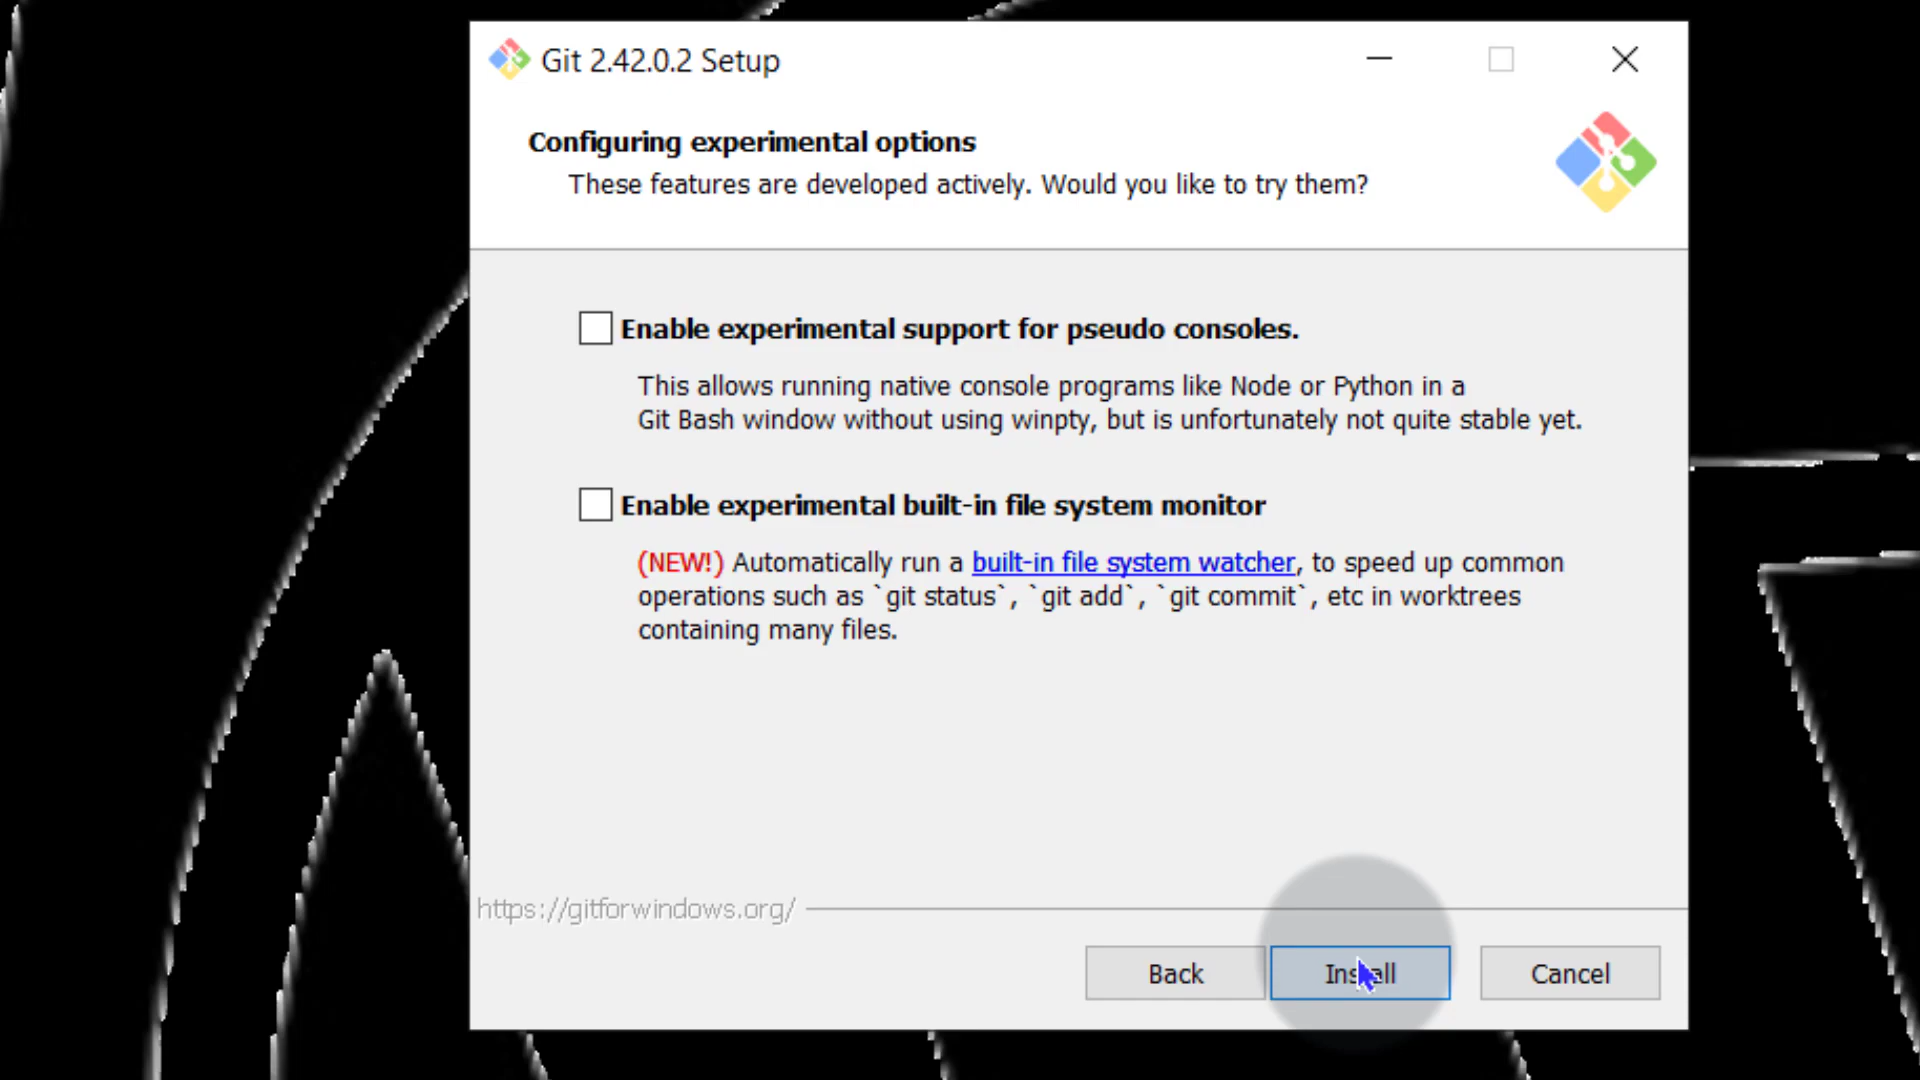 Git 2.42.0.2 Setup
Configuring experimental options
These features are developed actively. Would you like to try them?
Enable experimental support for pseudo consoles.
This allows running native console programs like Node or Python in a
Git Bash window without using winpty, but is unfortunately not quite stable yet.
Enable experimental built-in file system monitor
(NEW!) Automatically run a built-in file system watcher, to speed up common
operations such as `git status`, `git add`, `git commit`, etc in worktrees
containing many files.
https://gitforwindows.org/
Back Install Cancel